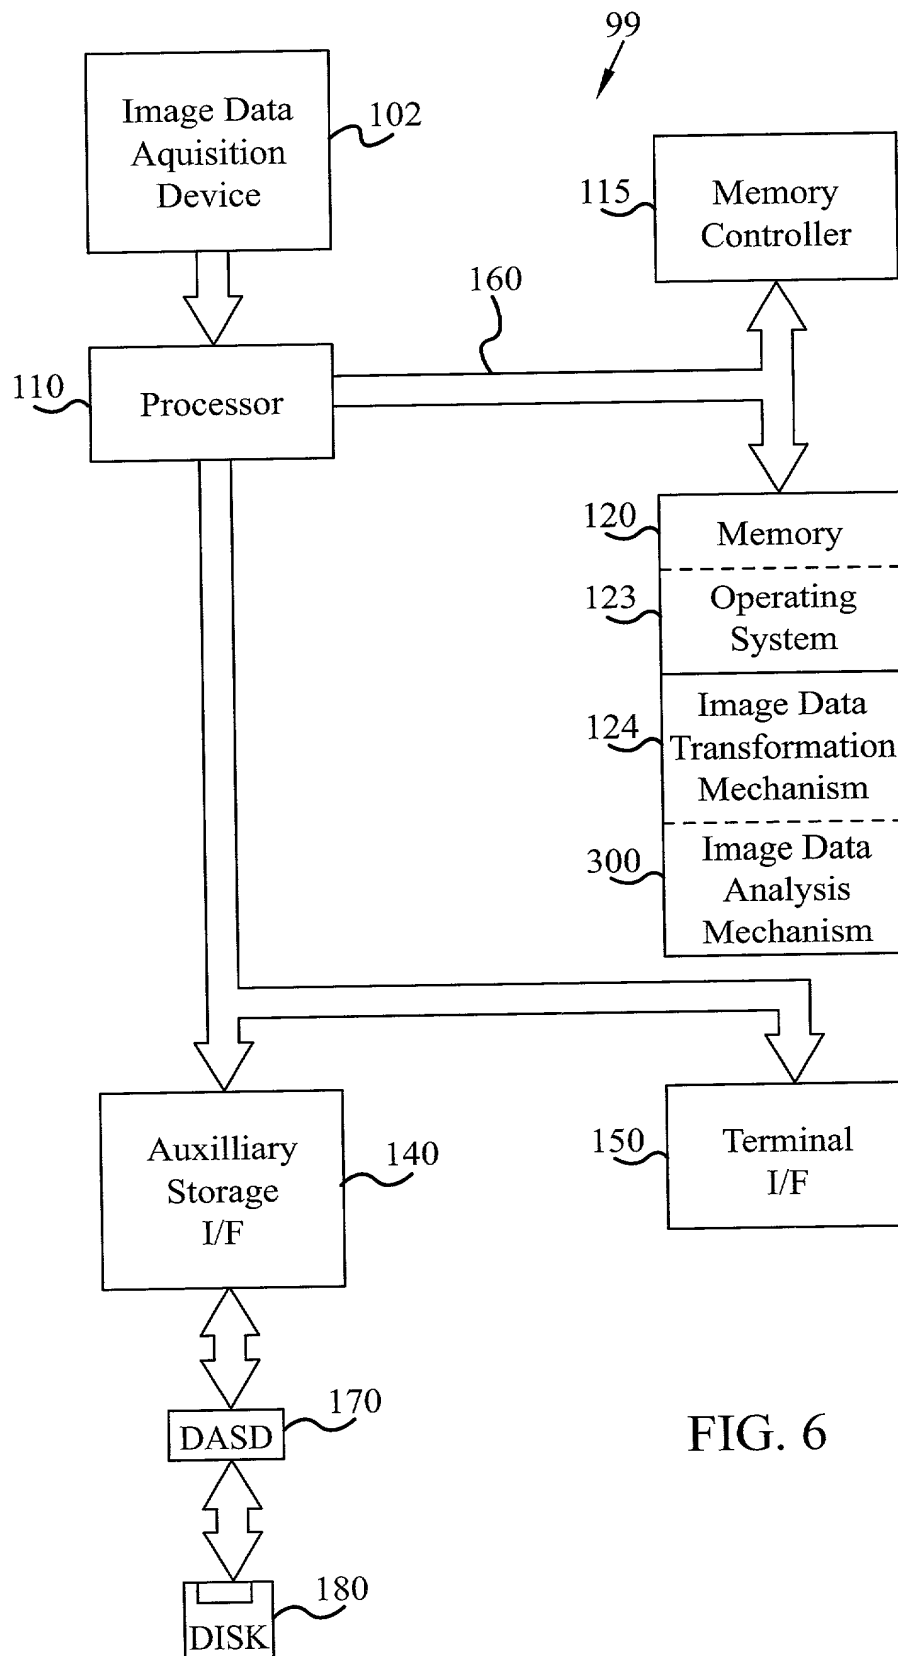 99
Image Data
Aquisition
Device
102
115
Memory
Controller
160
110
Processor
120
Memory
123
Operating
System
124
Image Data
Transformation
Mechanism
300
Image Data
Analysis
Mechanism
Auxilliary
Storage
I/F
140
150
Terminal
I/F
170
DASD
FIG. 6
180
DISK